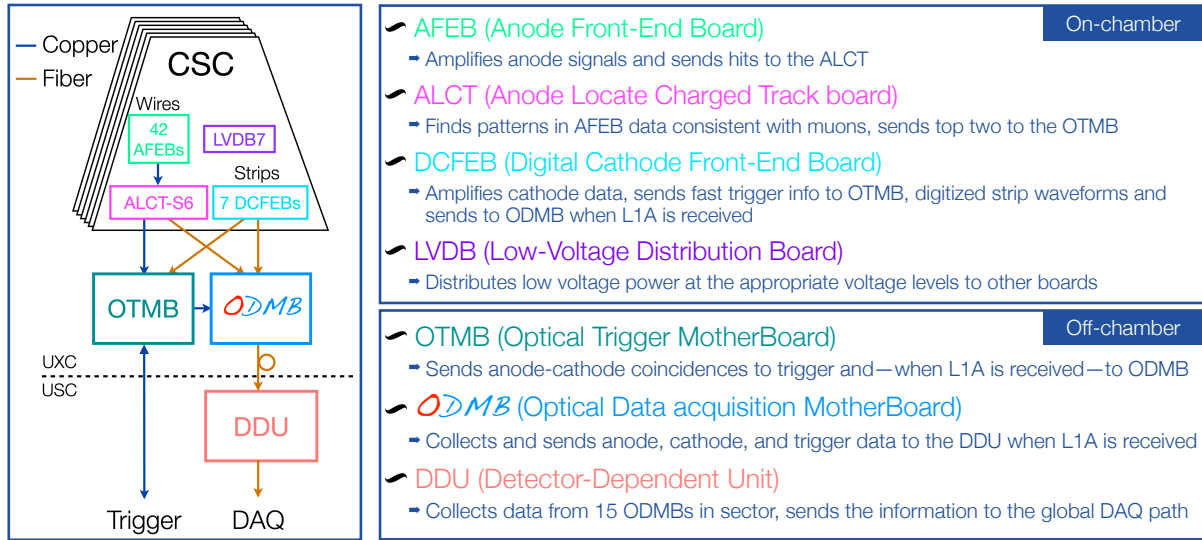 Copper
Fiber
CSC
Wires
42
AFEBs
LVDB7
Strips
ALCT-S6
7 DCFEBs
OTMB
ODMB
UXC
USC
DDU
Trigger
DAQ
On-chamber
AFEB (Anode Front-End Board)
Amplifies anode signals and sends hits to the ALCT
ALCT (Anode Locate Charged Track board)
Finds patterns in AFEB data consistent with muons, sends top two to the OTMB
DCFEB (Digital Cathode Front-End Board)
Amplifies cathode data, sends fast trigger info to OTMB, digitized strip waveforms and
sends to ODMB when L1A is received
LVDB (Low-Voltage Distribution Board)
Distributes low voltage power at the appropriate voltage levels to other boards
Off-chamber
OTMB (Optical Trigger MotherBoard)
Sends anode-cathode coincidences to trigger and—when L1A is received—to ODMB
ODMB (Optical Data acquisition MotherBoard)
Collects and sends anode, cathode, and trigger data to the DDU when L1A is received
DDU (Detector-Dependent Unit)
Collects data from 15 ODMBs in sector, sends the information to the global DAQ path